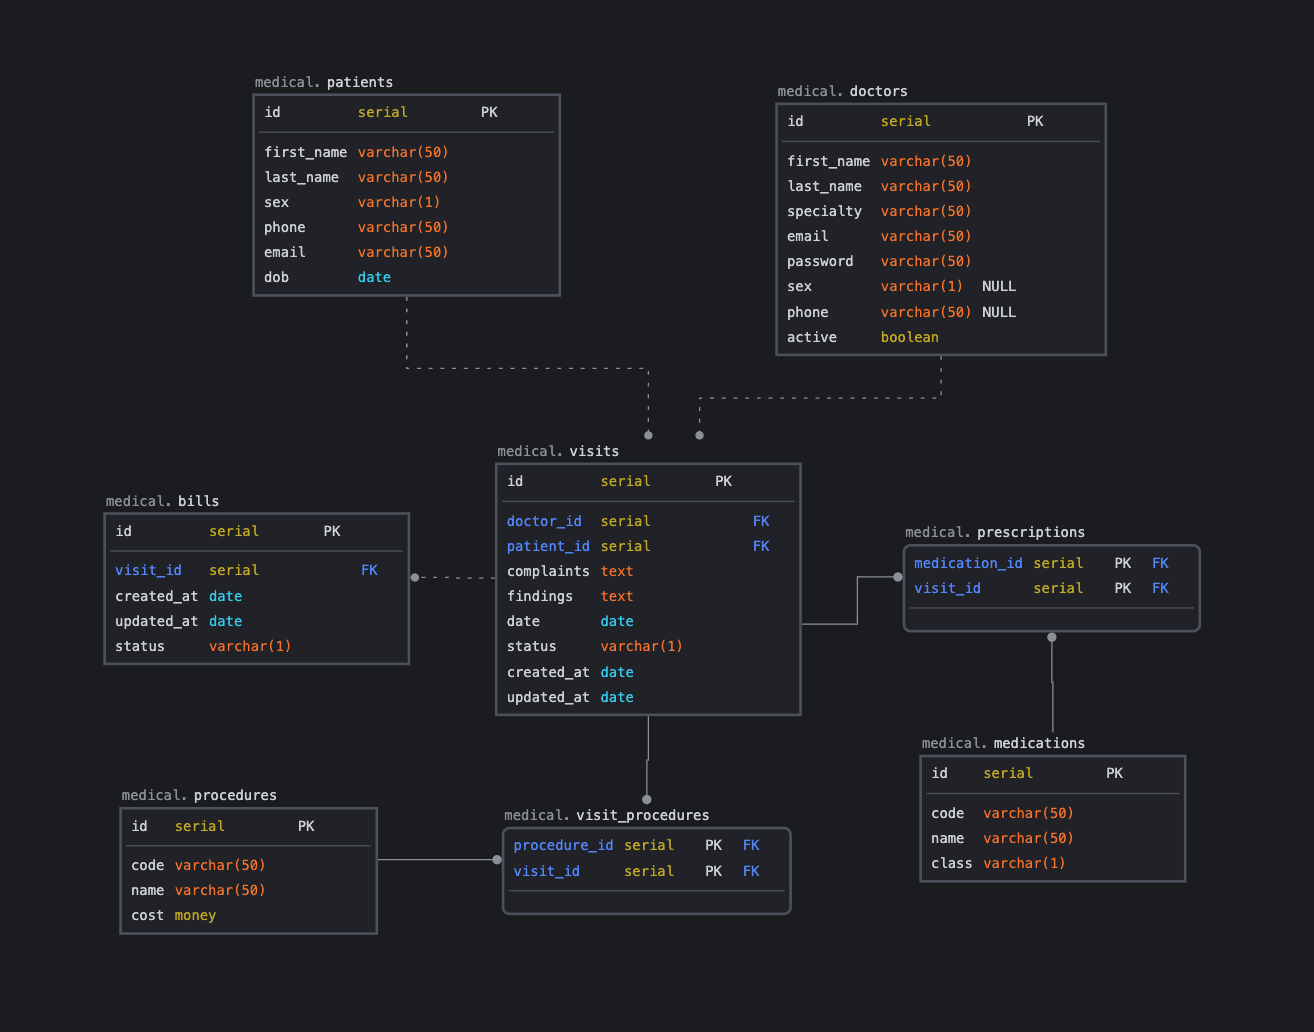 medical. patients
id serial PK
first_name varchar(50)
last_name varchar(50)
sex varchar(1)
phone varchar(50)
email varchar(50)
dob date
medical. doctors
id serial PK
first_name varchar(50)
last_name varchar(50)
specialty varchar(50)
email varchar(50)
password varchar(50)
sex varchar(1) NULL
phone varchar(50) NULL
active boolean
medical. visits
id serial PK
doctor_id serial FK
patient_id serial FK
complaints text
findings text
date date
status varchar(1)
created_at date
updated_at date
medical. bills
id serial PK
visit_id serial FK
created_at date
updated_at date
status varchar(1)
medical. prescriptions
medication_id serial PK FK
visit_id serial PK FK
medical. medications
id serial PK
code varchar(50)
name varchar(50)
class varchar(1)
medical. procedures
id serial PK
code varchar(50)
name varchar(50)
cost money
medical. visit_procedures
procedure_id serial PK FK
visit_id serial PK FK